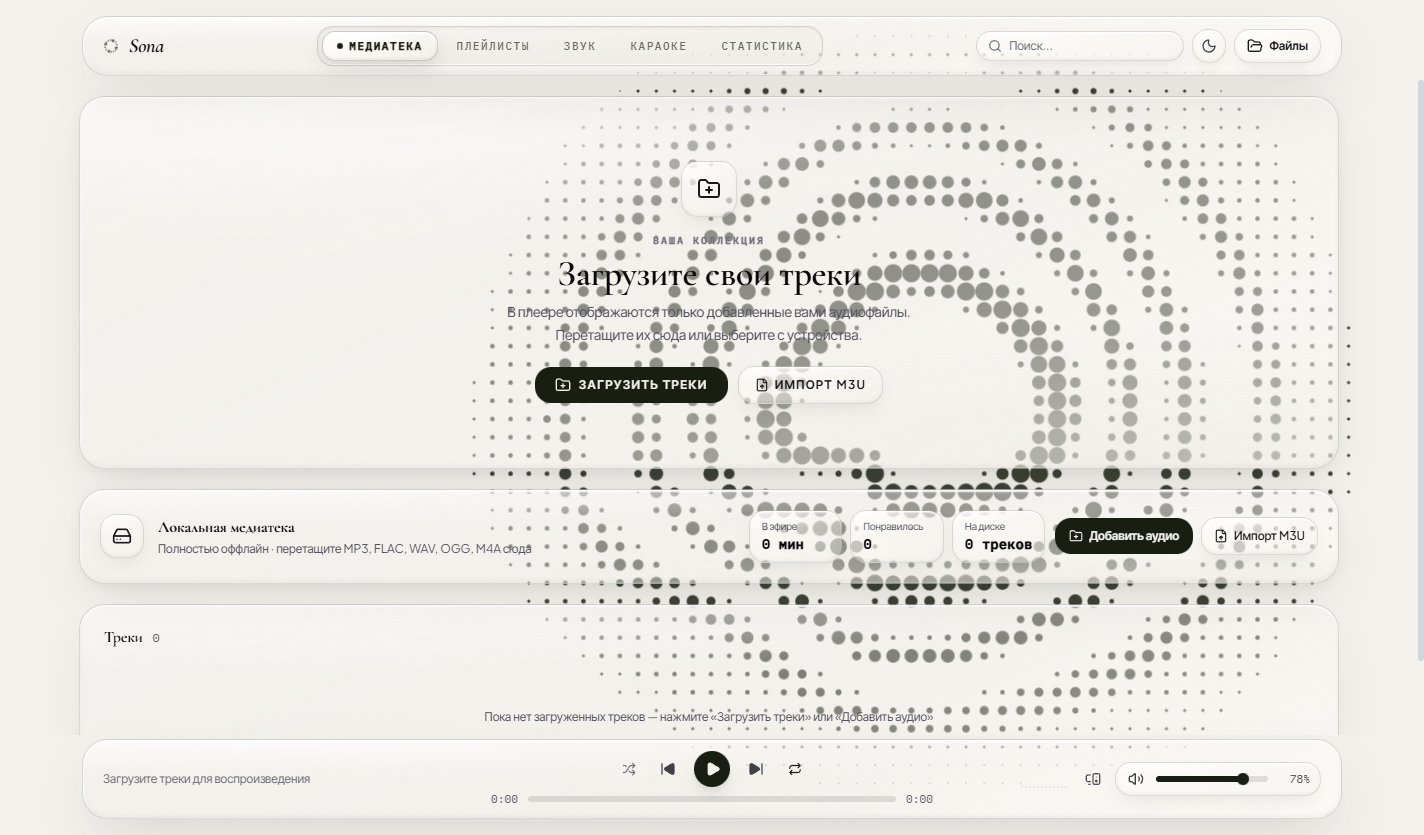 Sona
МЕДИАТЕКА
ПЛЕЙЛИСТЫ
ЗВУК
КАРАОКЕ
СТАТИСТИКА
Поиск...
Файлы
ВАША КОЛЛЕКЦИЯ
Загрузите свои треки
В плеере отображаются только добавленные вами аудиофайлы.
Перетащите их сюда или выберите с устройства.
ЗАГРУЗИТЬ ТРЕКИ
ИМПОРТ M3U
Локальная медиатека
Полностью оффлайн · перетащите MP3, FLAC, WAV, OGG, M4A сюда
В эфире
0 мин
Понравилось
0
На диске
0 треков
Добавить аудио
Импорт M3U
Треки 0
Пока нет загруженных треков — нажмите «Загрузить треки» или «Добавить аудио»
Загрузите треки для воспроизведения
0:00
0:00
78%